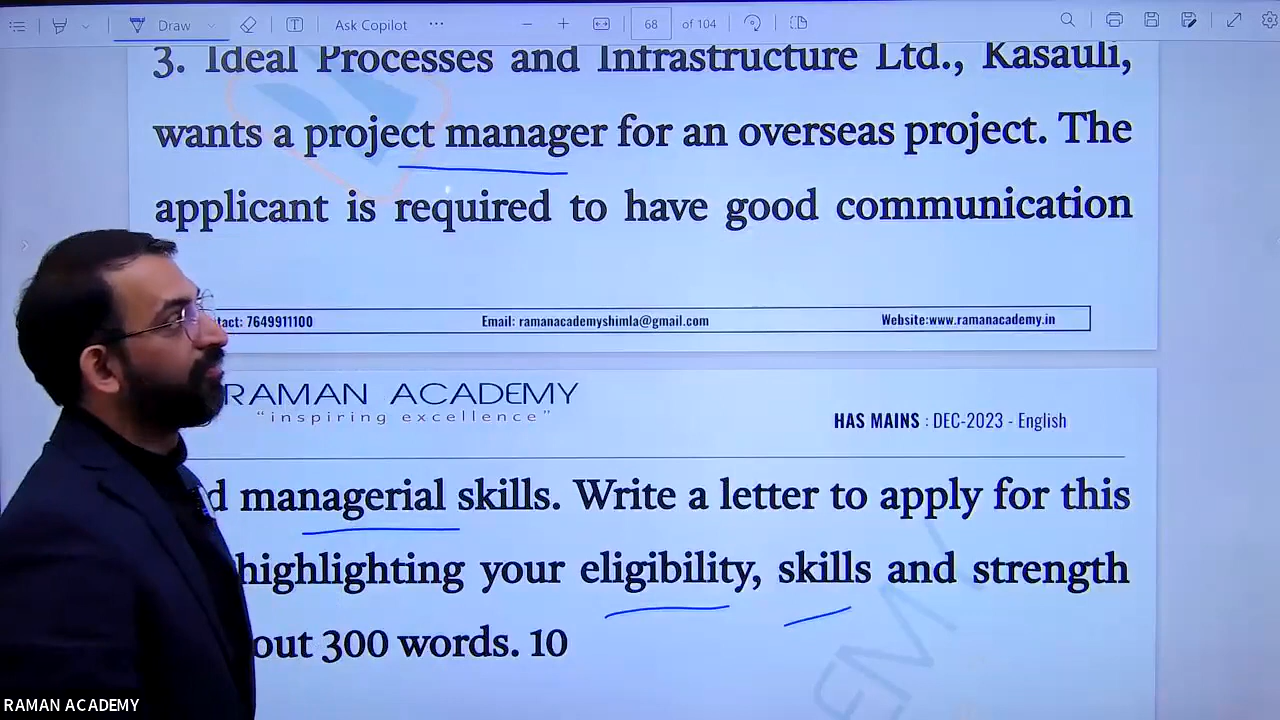 Draw
T
Ask Copilot
68 of 104
3. Ideal Processes and Infrastructure Ltd., Kasauli,
wants a project manager for an overseas project. The
applicant is required to have good communication
tact: 7649911100 Email: ramanacademyshimla@gmail.com Website:www.ramanacademy.in
RAMAN ACADEMY
“inspiring excellence”
HAS MAINS : DEC-2023 - English
d managerial skills. Write a letter to apply for this
highlighting your eligibility, skills and strength
out 300 words. 10
RAMAN ACADEMY